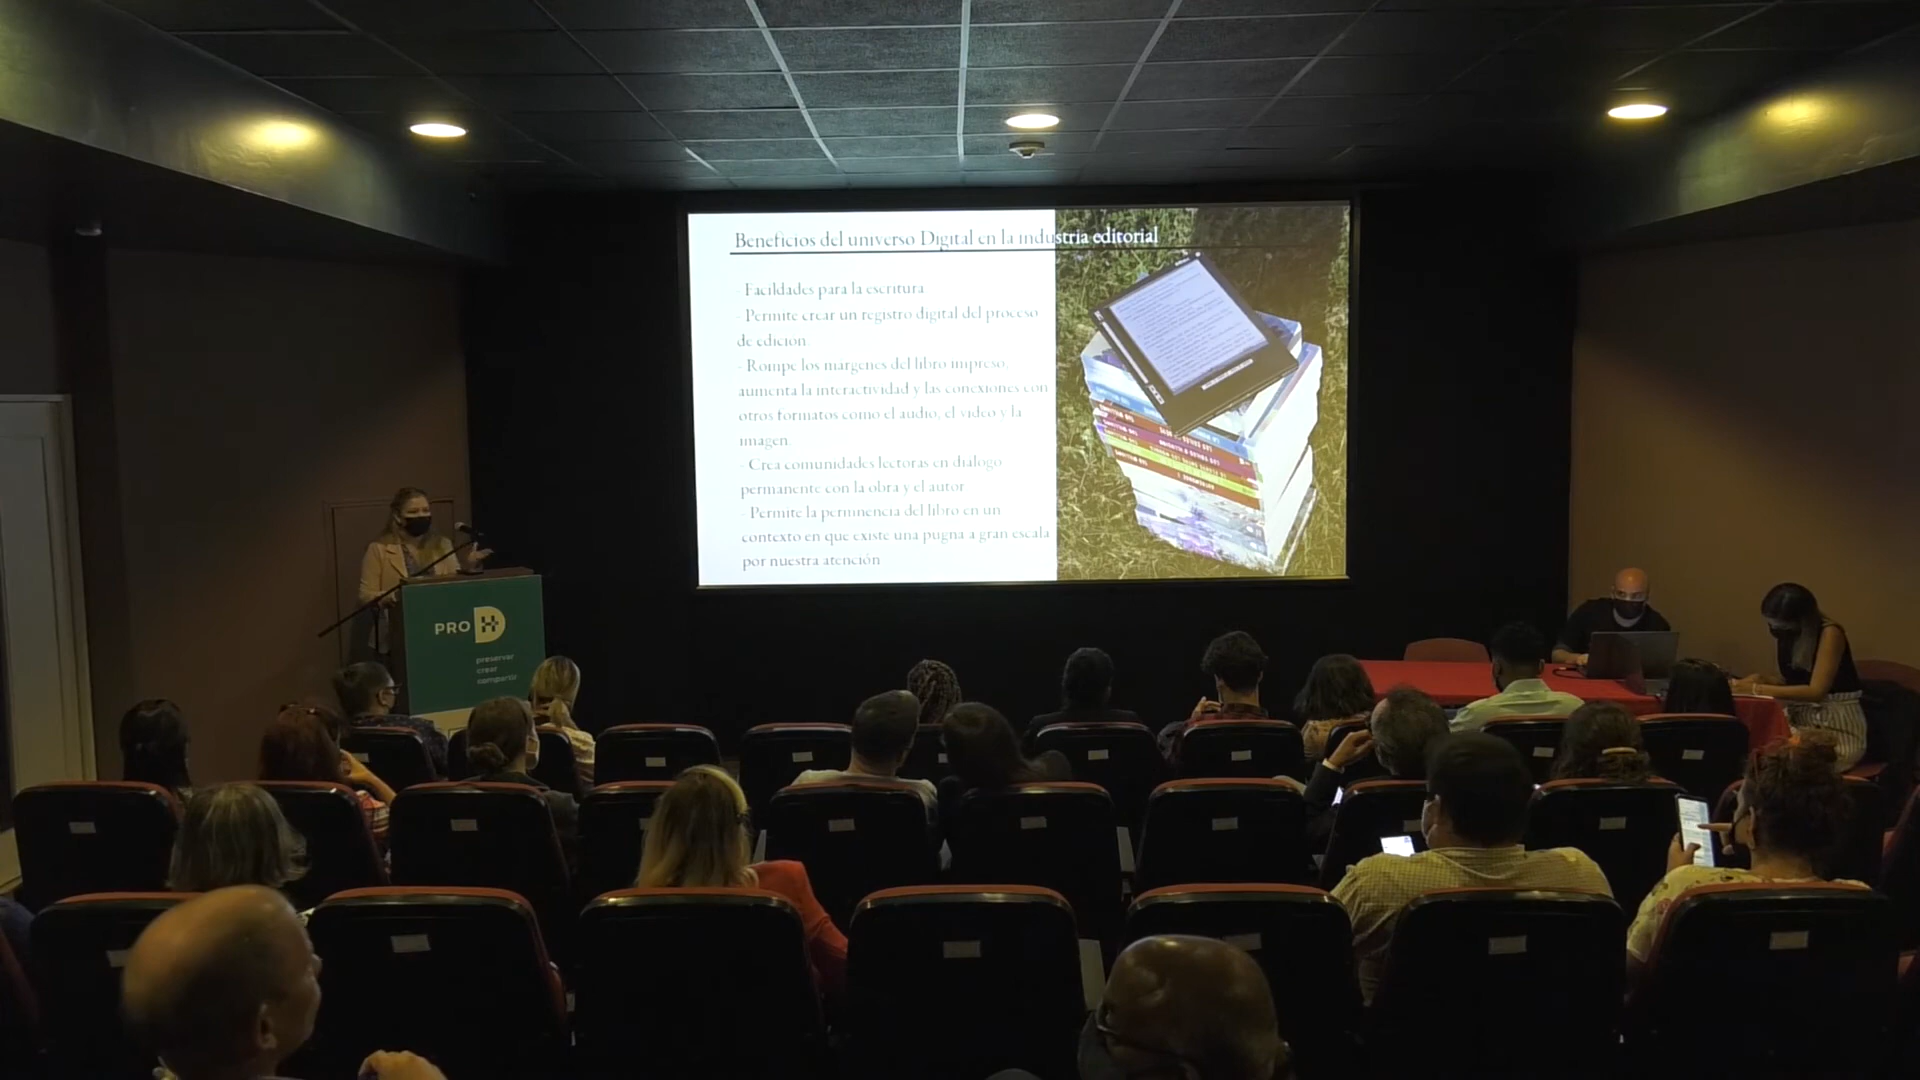 Beneficios del universo Digital en la industria editorial
- Facildades para la escritura
- Permite crear un registro digital del proceso
de edición.
- Rompe los márgenes del libro impreso,
aumenta la interactividad y las conexiones con
otros formatos como el audio, el video y la
imagen
- Crea comunidades lectoras en dialogo
permanente con la obra y el autor
- Permite la perminencia del libro en un
contexto en que existe una pugna a gran escala
por nuestra atención
PRO H
preservar
crear
compartir